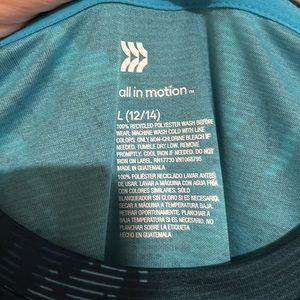 all in motion™
L (12/14)
100% RECYCLED POLYESTER WASH BEFORE
WEAR. MACHINE WASH COLD WITH LIKE
COLORS. ONLY NON-CHLORINE BLEACH IF
NEEDED. TUMBLE DRY LOW. REMOVE
PROMPTLY. COOL IRON IF NEEDED. DO NOT
IRON ON LABEL. RN17730 VN1068795
MADE IN GUATEMALA
100% POLIÉSTER RECICLADO LAVAR ANTES
DE USAR. LAVAR A MÁQUINA CON AGUA FRÍA
CON COLORES SIMILARES. SÓLO
BLANQUEADOR SIN CLORO SI ES NECESARIO.
SECAR A MÁQUINA A TEMPERATURA BAJA.
RETIRAR OPORTUNAMENTE. PLANCHAR A
BAJA TEMPERATURA SI ES NECESARIO.
NO PLANCHAR SOBRE LA ETIQUETA
HECHO EN GUATEMALA